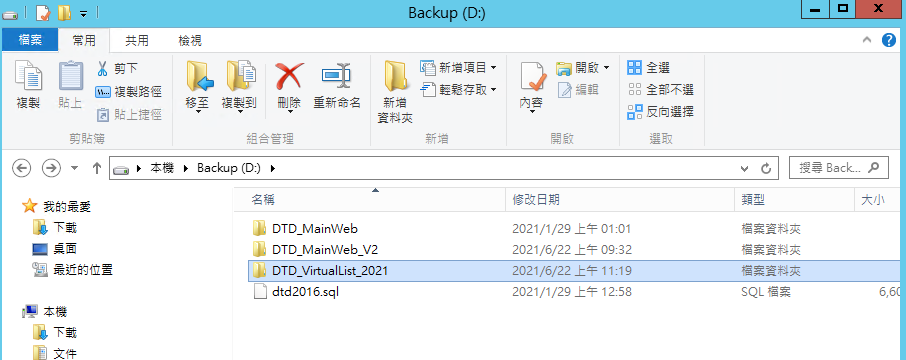 Backup (D:)
檔案 常用 共用 檢視
複製 貼上 剪下 複製路徑 貼上捷徑
移至 複製到 刪除 重新命名
新增資料夾 新增項目 輕鬆存取
內容 開啟 編輯
全選 全部不選 反向選擇
剪貼簿 組合管理 新增 開啟 選取
本機 Backup (D:) 搜尋 Back...
名稱 修改日期 類型 大小
我的最愛
下載
桌面
最近的位置
本機
下載
文件
DTD_MainWeb 2021/1/29 上午 01:01 檔案資料夾
DTD_MainWeb_V2 2021/6/22 上午 09:32 檔案資料夾
DTD_VirtualList_2021 2021/6/22 上午 11:19 檔案資料夾
dtd2016.sql 2021/1/29 上午 12:58 SQL 檔案